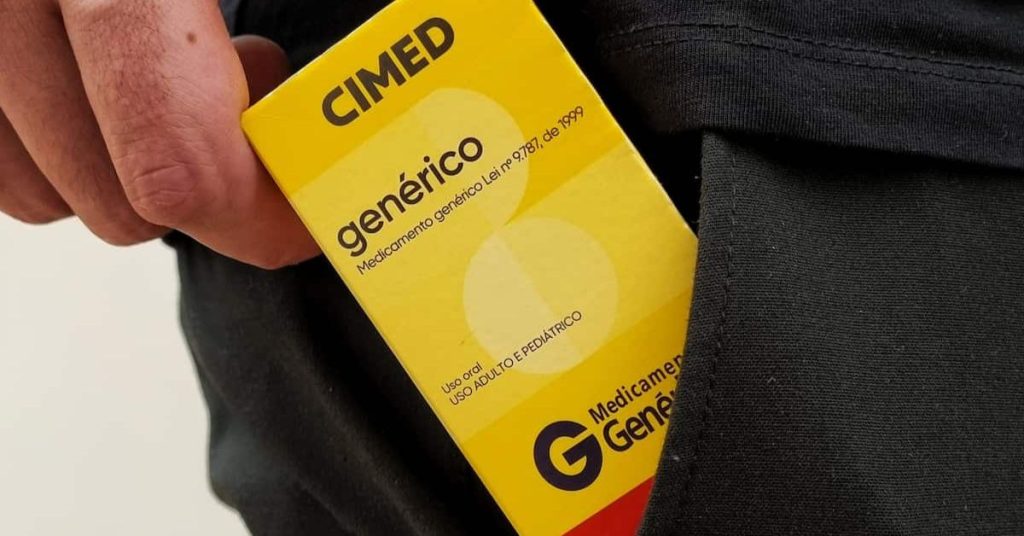 CIMED
genérico
Medicamento genérico Lei nº 9.787, de 1999
Uso oral
USO ADULTO E PEDIÁTRICO
G